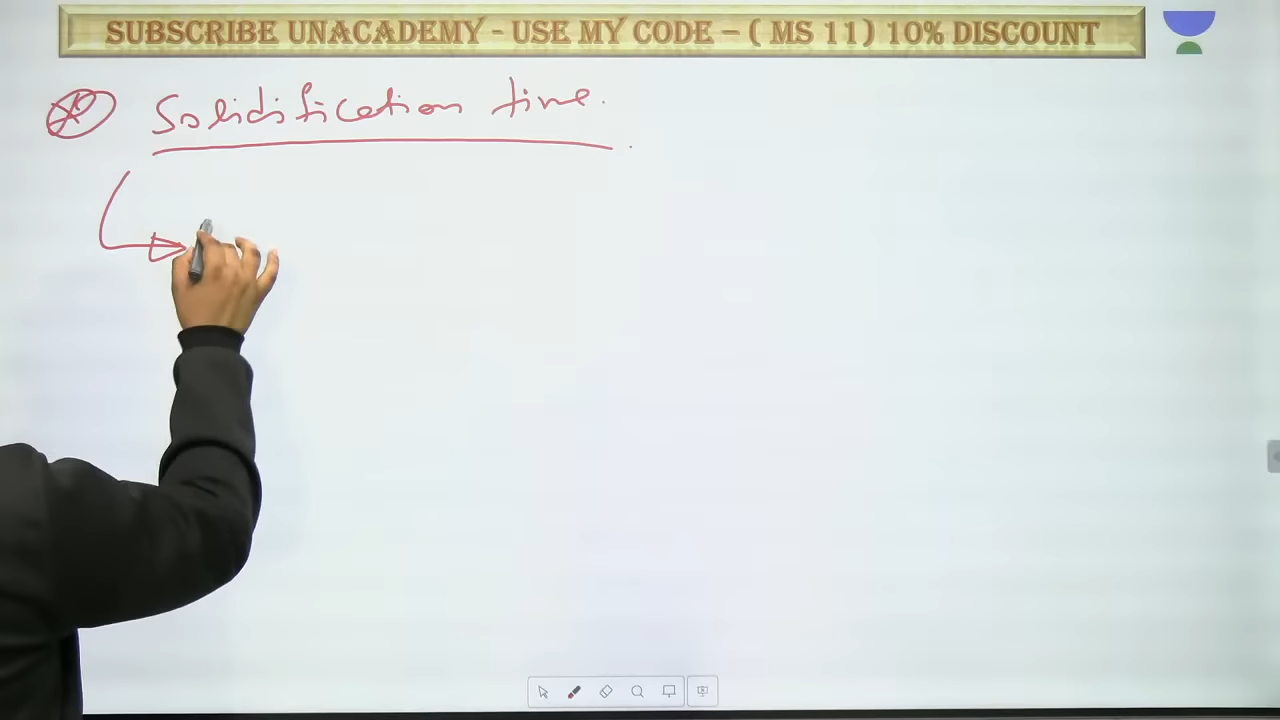 SUBSCRIBE UNACADEMY - USE MY CODE – ( MS 11) 10% DISCOUNT
Solidification time.